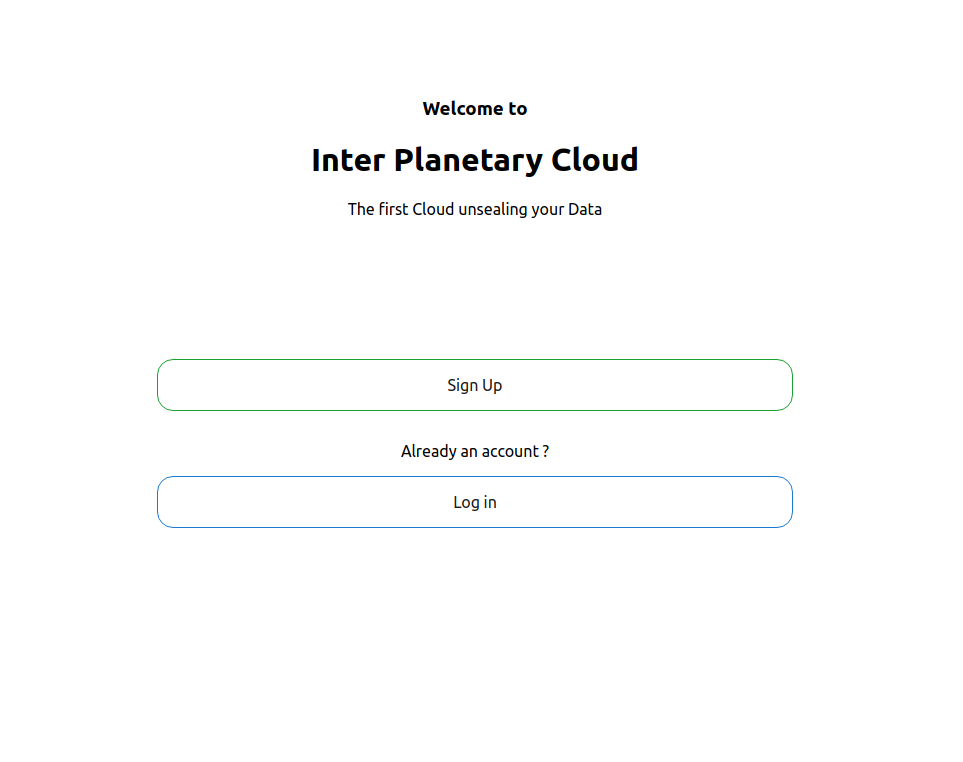 Welcome to
Inter Planetary Cloud
The first Cloud unsealing your Data
Sign Up
Already an account ?
Log in